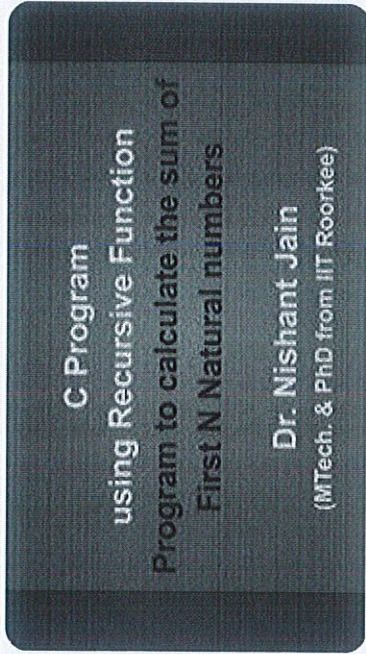 C Program
using Recursive Function
Program to calculate the sum of
First N Natural numbers
Dr. Nishant Jain
(MTech. & PhD from IIT Roorkee)